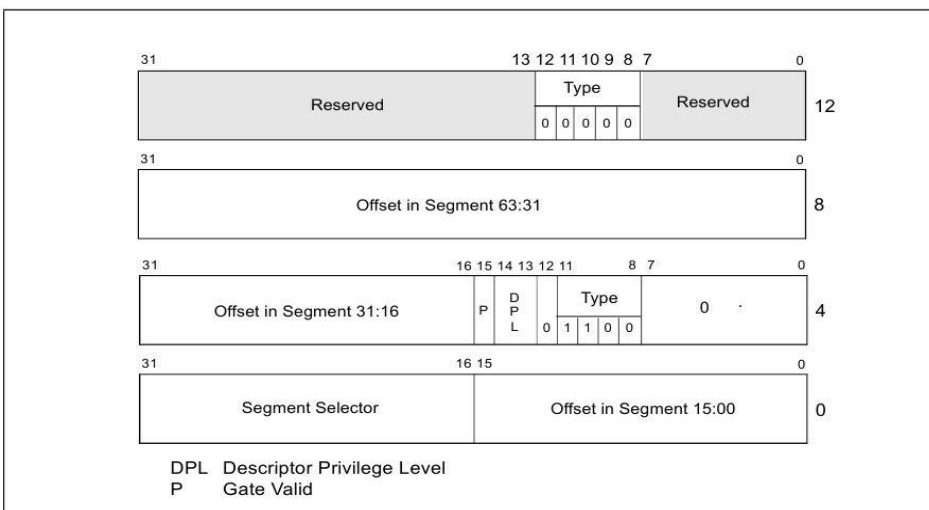 31 13 12 11 10 9 8 7 0
Type
Reserved Reserved 12
0 0 0 0 0
31 0
Offset in Segment 63:31 8
31 16 15 14 13 12 11 8 7 0
Offset in Segment 31:16 P DPL Type 0 4
0 1 1 0 0
31 16 15 0
Segment Selector Offset in Segment 15:00 0
DPL Descriptor Privilege Level
P Gate Valid